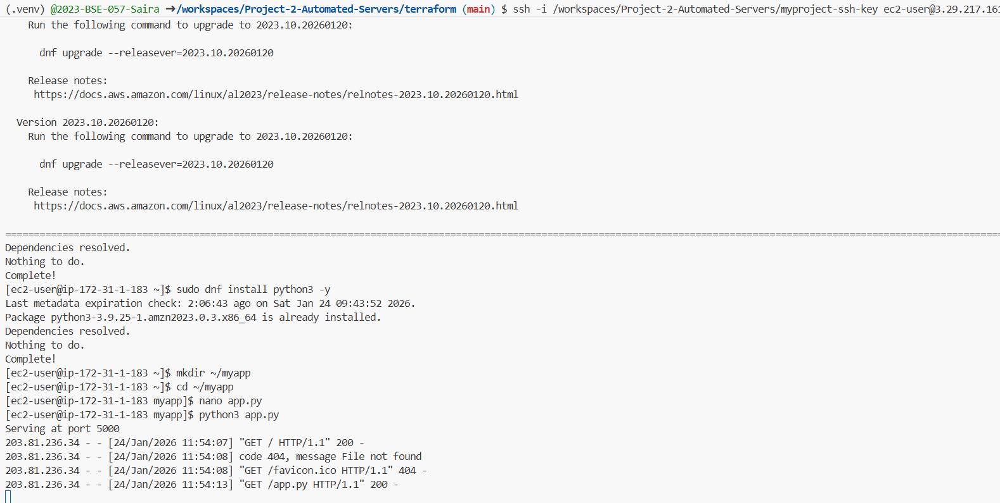 (.venv) @2023-BSE-057-Saira →/workspaces/Project-2-Automated-Servers/terraform (main) $ ssh -i /workspaces/Project-2-Automated-Servers/myproject-ssh-key ec2-user@3.29.217.161
Run the following command to upgrade to 2023.10.20260120:
dnf upgrade --releasever=2023.10.20260120
Release notes:
https://docs.aws.amazon.com/linux/al2023/release-notes/relnotes-2023.10.20260120.html
Version 2023.10.20260120:
Run the following command to upgrade to 2023.10.20260120:
dnf upgrade --releasever=2023.10.20260120
Release notes:
https://docs.aws.amazon.com/linux/al2023/release-notes/relnotes-2023.10.20260120.html
================================================================================================================================================================================
Dependencies resolved.
Nothing to do.
Complete!
[ec2-user@ip-172-31-1-183 ~]$ sudo dnf install python3 -y
Last metadata expiration check: 2:06:43 ago on Sat Jan 24 09:43:52 2026.
Package python3-3.9.25-1.amzn2023.0.3.x86_64 is already installed.
Dependencies resolved.
Nothing to do.
Complete!
[ec2-user@ip-172-31-1-183 ~]$ mkdir ~/myapp
[ec2-user@ip-172-31-1-183 ~]$ cd ~/myapp
[ec2-user@ip-172-31-1-183 myapp]$ nano app.py
[ec2-user@ip-172-31-1-183 myapp]$ python3 app.py
Serving at port 5000
203.81.236.34 - - [24/Jan/2026 11:54:07] "GET / HTTP/1.1" 200 -
203.81.236.34 - - [24/Jan/2026 11:54:08] code 404, message File not found
203.81.236.34 - - [24/Jan/2026 11:54:08] "GET /favicon.ico HTTP/1.1" 404 -
203.81.236.34 - - [24/Jan/2026 11:54:13] "GET /app.py HTTP/1.1" 200 -